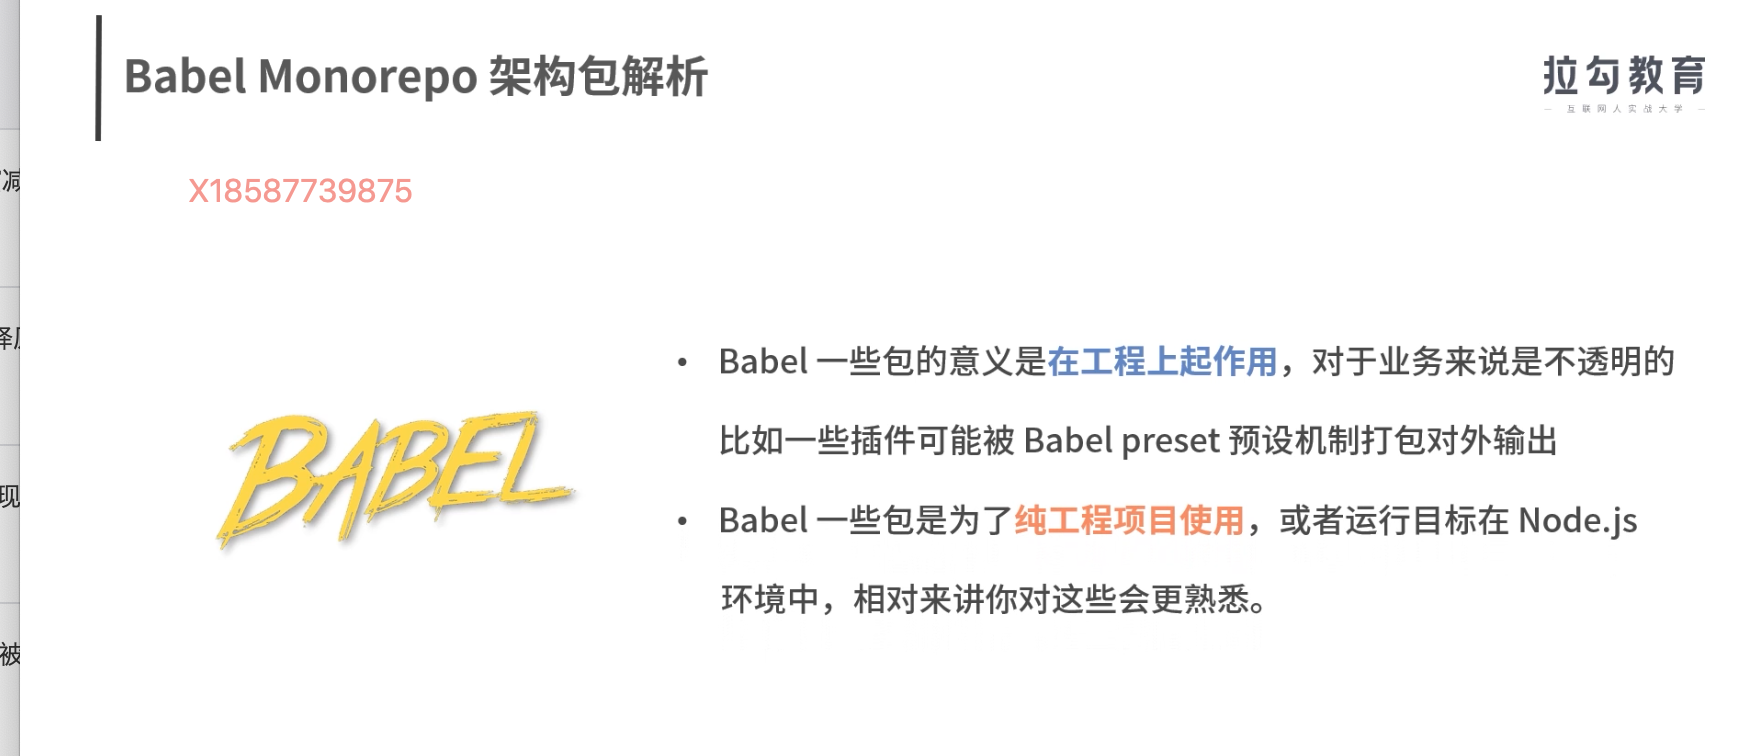 Babel Monorepo 架构包解析
拉勾教育
— 互联网人实战大学 —
X18587739875
减
释
现
被
BABEL
• Babel 一些包的意义是在工程上起作用，对于业务来说是不透明的
比如一些插件可能被 Babel preset 预设机制打包对外输出
• Babel 一些包是为了纯工程项目使用，或者运行目标在 Node.js
环境中，相对来讲你对这些会更熟悉。